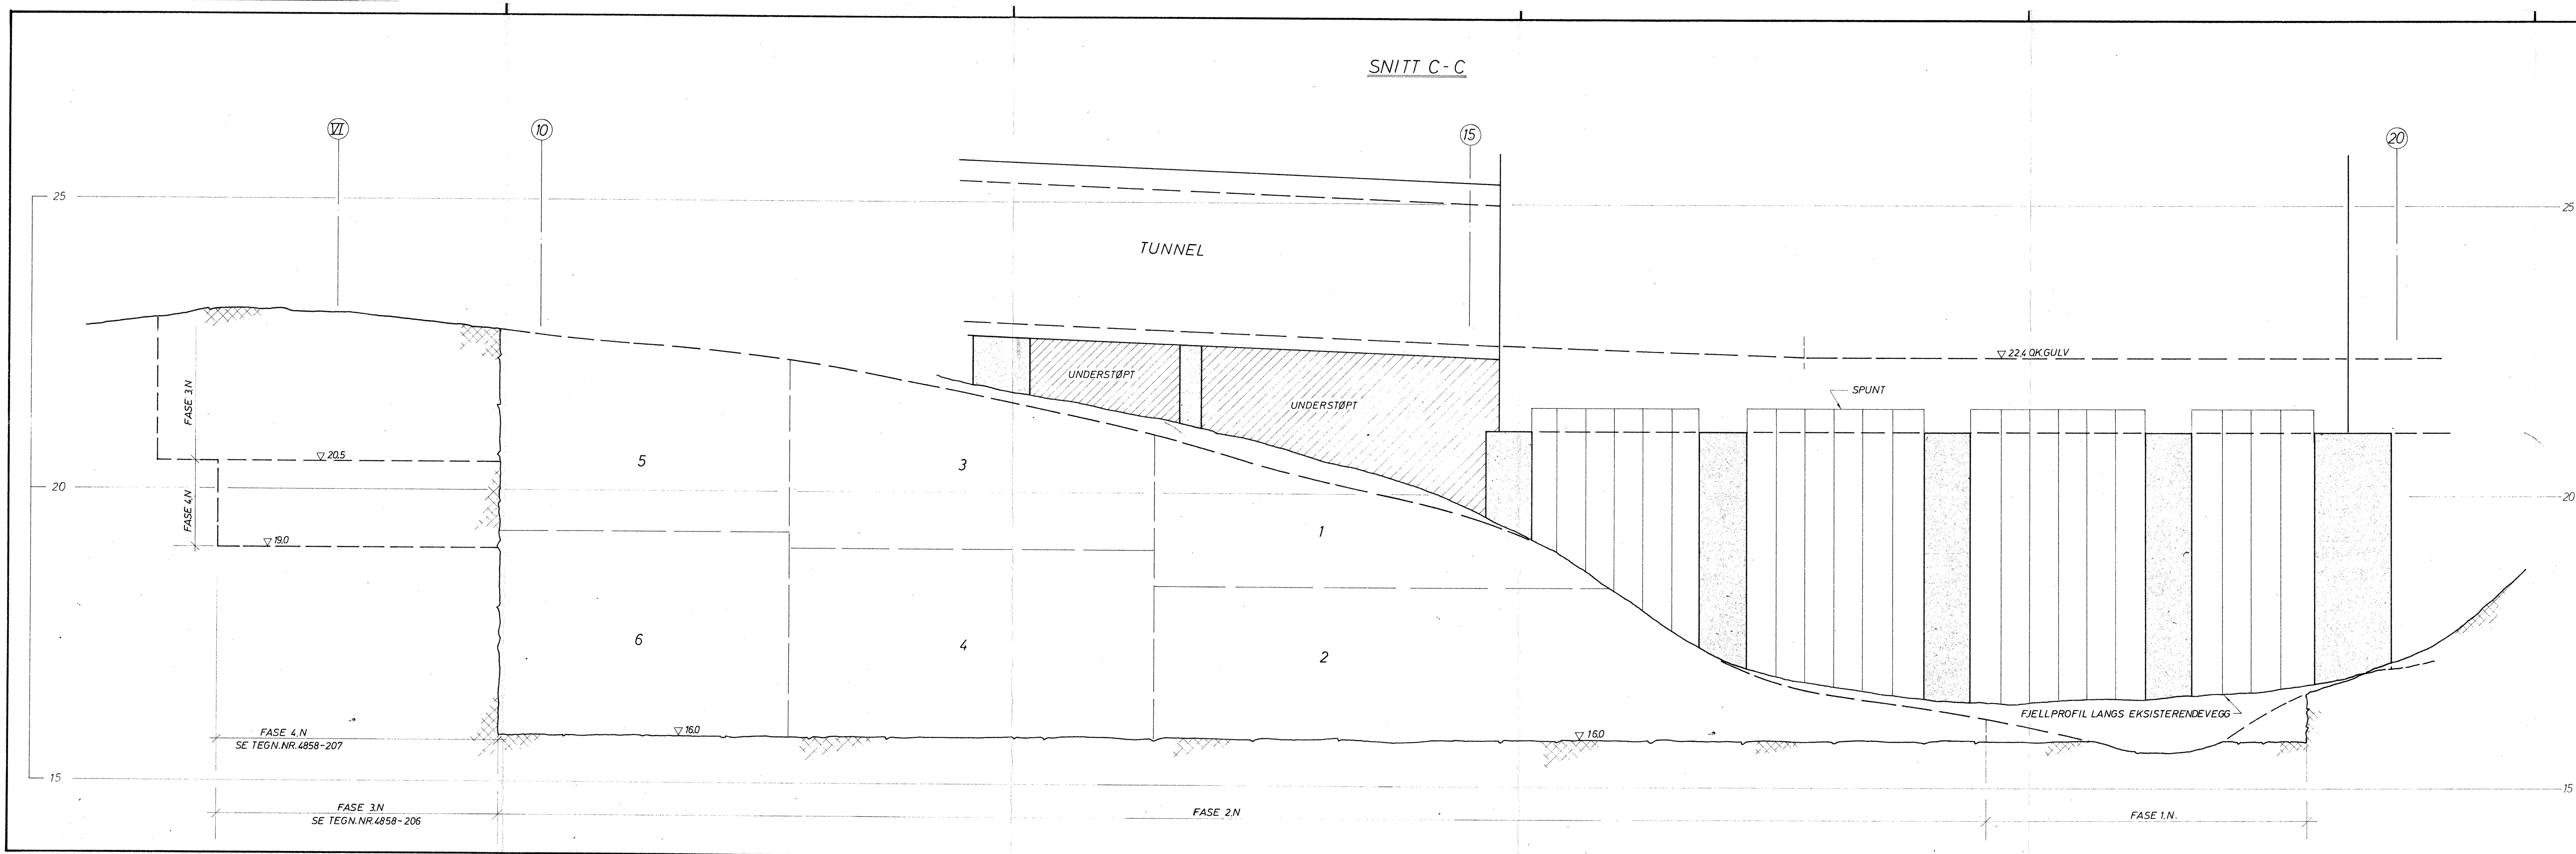 SNITT C-C
VI
10
15
20
25
25
TUNNEL
▽ 22,4 OK.GULV
UNDERSTØPT
UNDERSTØPT
SPUNT
FASE 3.N
▽ 20,5
5
3
20
20
FASE 4.N
1
▽ 19,0
6
4
2
FJELLPROFIL LANGS EKSISTERENDE VEGG
FASE 4.N
SE TEGN.NR.4858-207
▽ 16,0
▽ 16,0
15
15
FASE 3.N
SE TEGN.NR.4858-206
FASE 2.N
FASE 1.N.